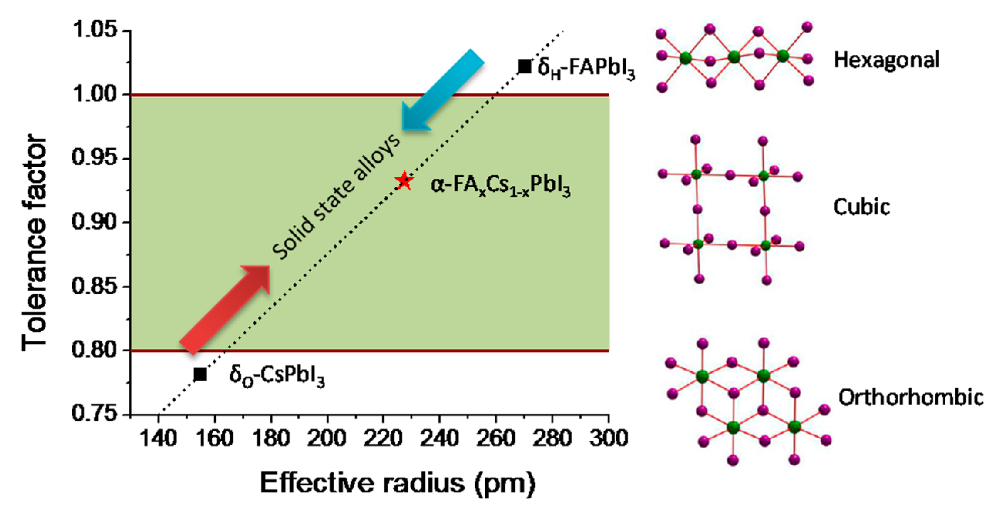 1.05
1.00
0.95
0.90
0.85
0.80
0.75
Tolerance factor
140 160 180 200 220 240 260 280 300
Effective radius (pm)
δH-FAPbI3
Solid state alloys
α-FAxCs1-xPbI3
δO-CsPbI3
Hexagonal
Cubic
Orthorhombic